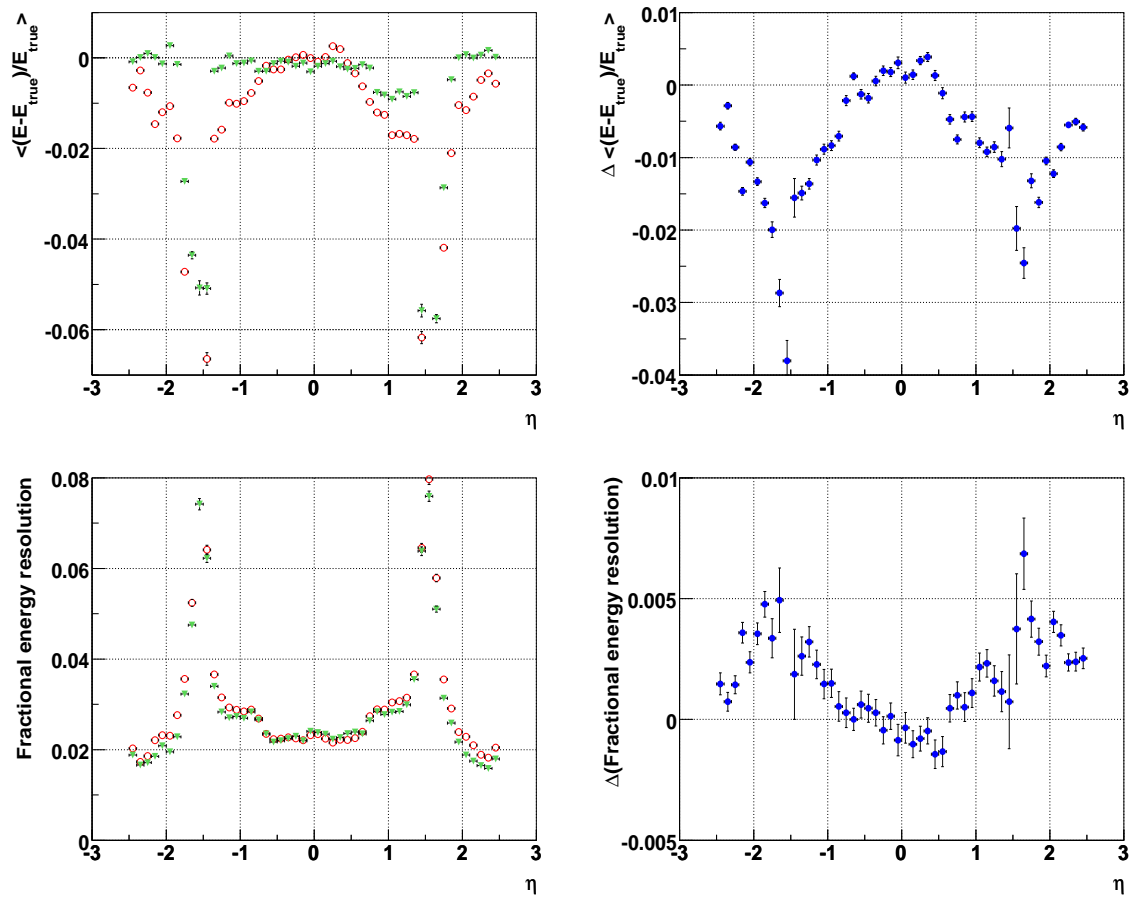 <(E-E_true)/E_true>
0
-0.02
-0.04
-0.06
-3 -2 -1 0 1 2 3
η
Δ <(E-E_true)/E_true>
0.01
0
-0.01
-0.02
-0.03
-0.04
-3 -2 -1 0 1 2 3
η
Fractional energy resolution
0.08
0.06
0.04
0.02
0
-3 -2 -1 0 1 2 3
η
Δ(Fractional energy resolution)
0.01
0.005
0
-0.005
-3 -2 -1 0 1 2 3
η